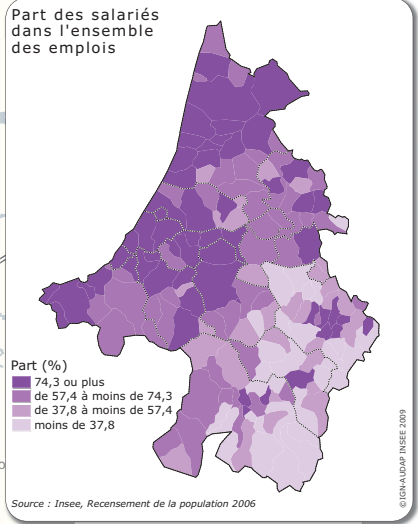 Part des salariés
dans l'ensemble
des emplois
Part (%)
74,3 ou plus
de 57,4 à moins de 74,3
de 37,8 à moins de 57,4
moins de 37,8
Source : Insee, Recensement de la population 2006
©IGN-AUDAP INSEE 2009